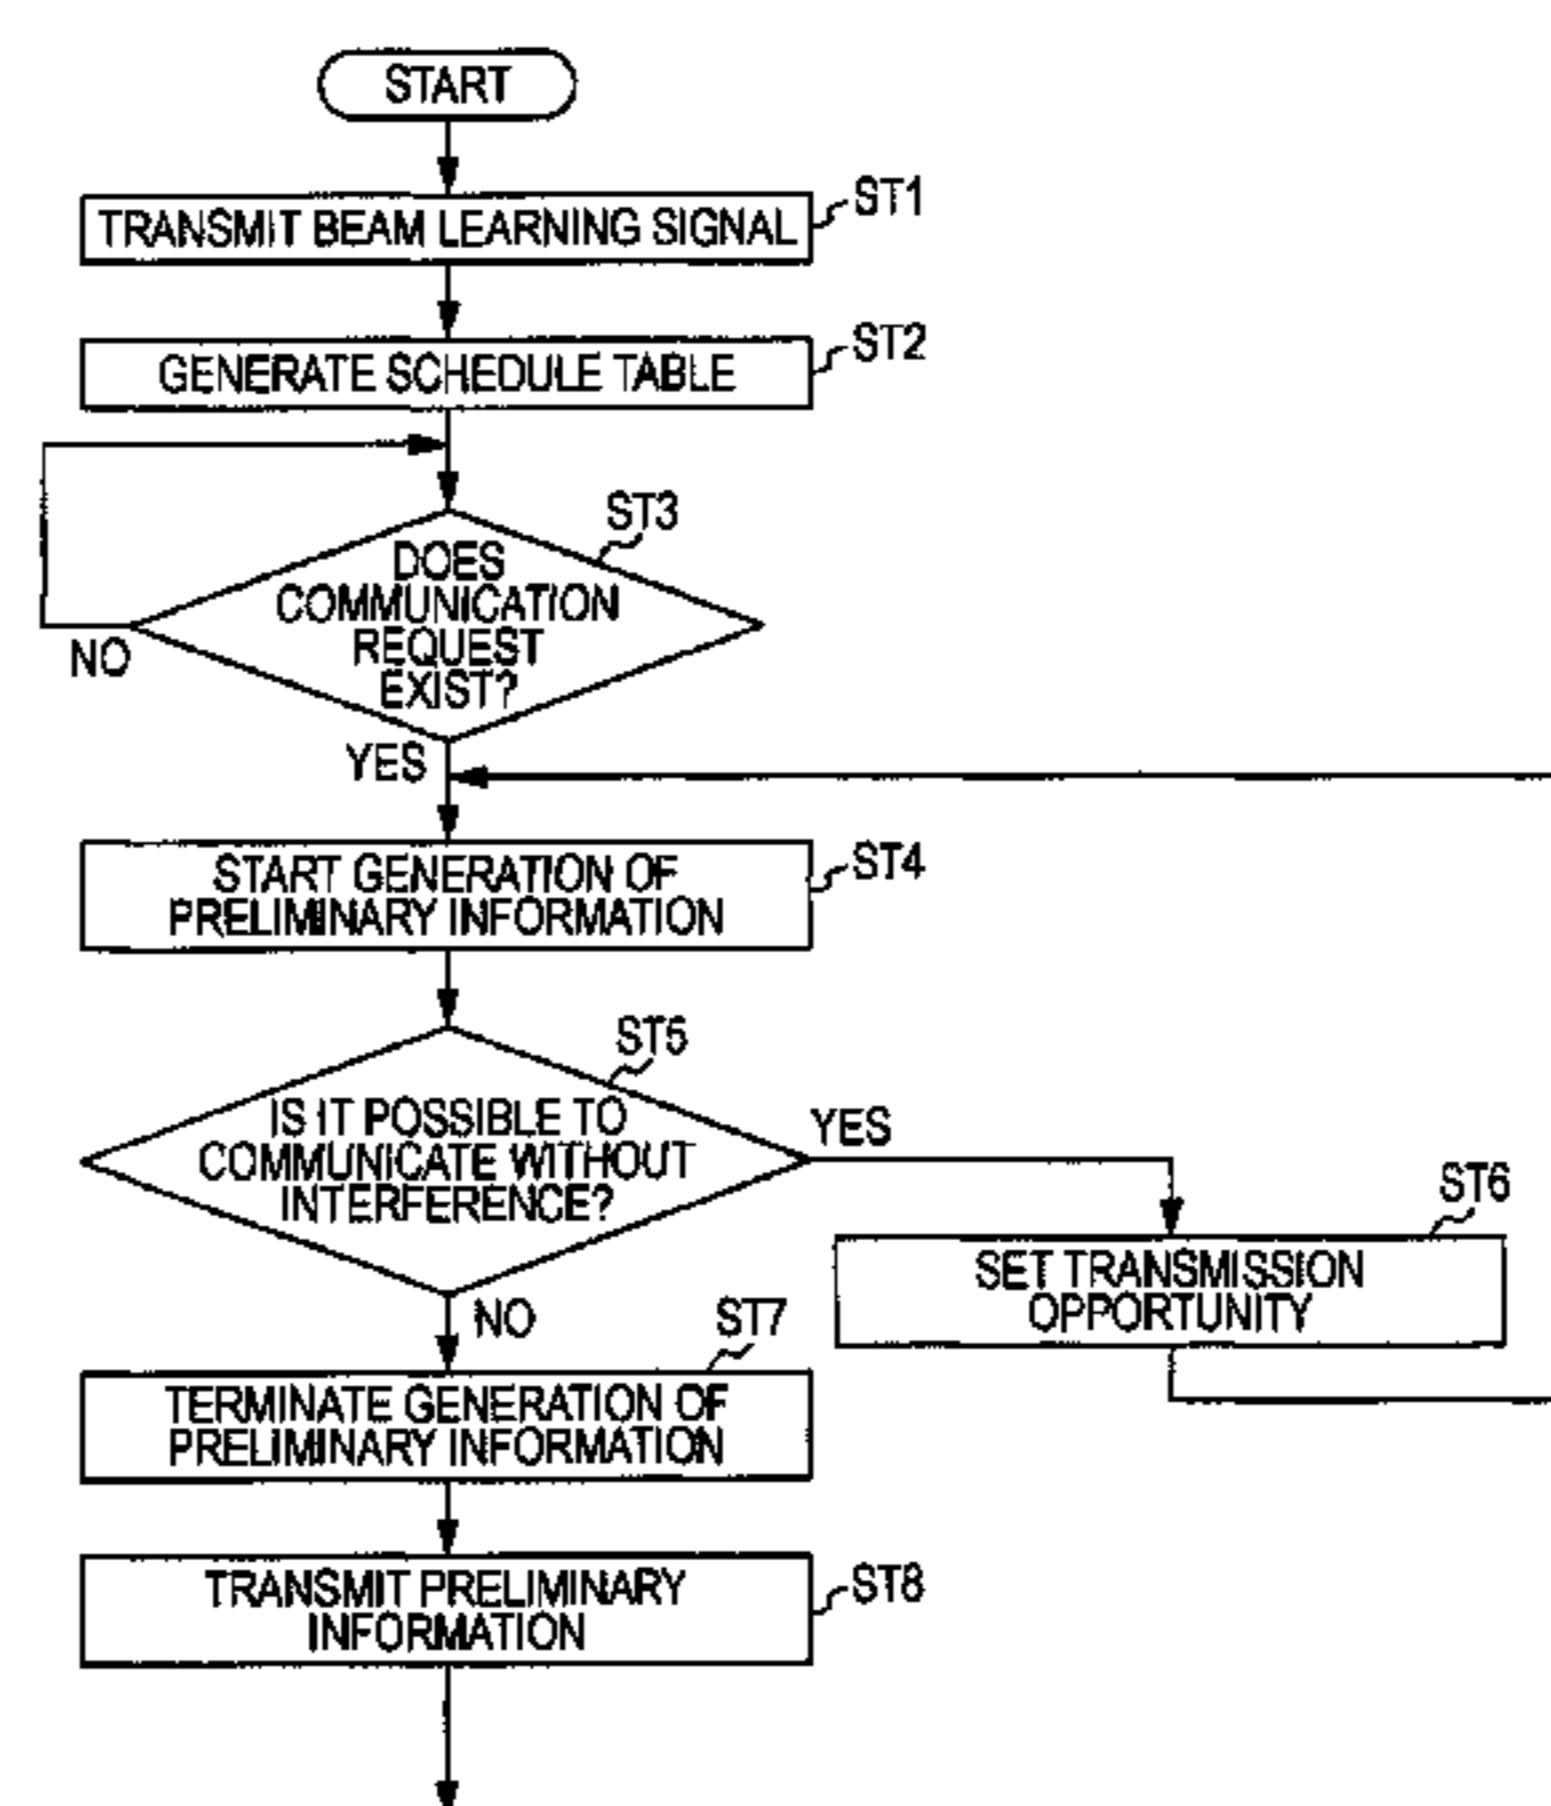 START
TRANSMIT BEAM LEARNING SIGNAL
ST1
GENERATE SCHEDULE TABLE
ST2
ST3
DOES
COMMUNICATION
REQUEST
EXIST?
NO
YES
START GENERATION OF
PRELIMINARY INFORMATION
ST4
ST5
IS IT POSSIBLE TO
COMMUNICATE WITHOUT
INTERFERENCE?
YES
ST6
SET TRANSMISSION
OPPORTUNITY
NO
ST7
TERMINATE GENERATION OF
PRELIMINARY INFORMATION
TRANSMIT PRELIMINARY
INFORMATION
ST8